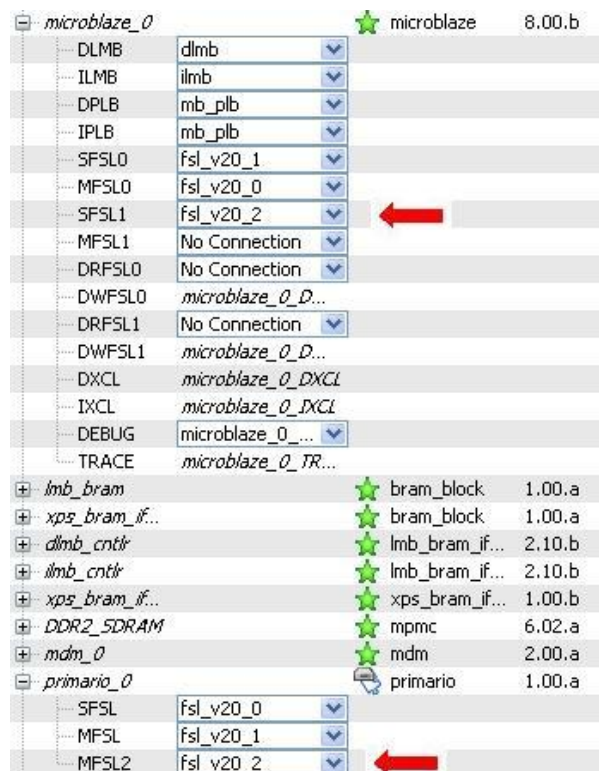 microblaze_0 microblaze 8.00.b
DLMB dlmb
ILMB ilmb
DPLB mb_plb
IPLB mb_plb
SFSL0 fsl_v20_1
MFSL0 fsl_v20_0
SFSL1 fsl_v20_2
MFSL1 No Connection
DRFSL0 No Connection
DWFSL0 microblaze_0_D...
DRFSL1 No Connection
DWFSL1 microblaze_0_D...
DXCL microblaze_0_DXCL
IXCL microblaze_0_IXCL
DEBUG microblaze_0_...
TRACE microblaze_0_TR...
lmb_bram bram_block 1.00.a
xps_bram_if... bram_block 1.00.a
dlmb_cntlr lmb_bram_if... 2.10.b
ilmb_cntlr lmb_bram_if... 2.10.b
xps_bram_if... xps_bram_if... 1.00.b
DDR2_SDRAM mpmc 6.02.a
mdm_0 mdm 2.00.a
primario_0 primario 1.00.a
SFSL fsl_v20_0
MFSL fsl_v20_1
MFSL2 fsl_v20_2